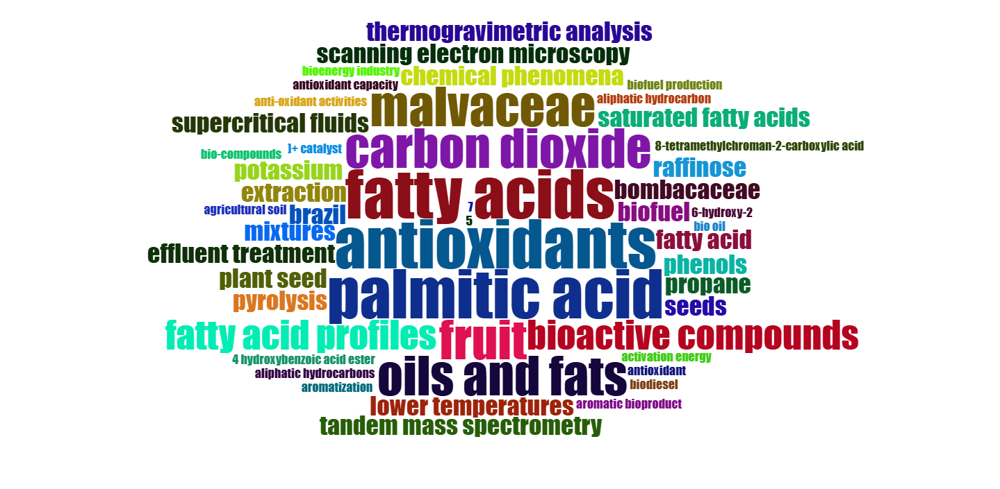 thermogravimetric analysis
scanning electron microscopy
bioenergy industry chemical phenomena
antioxidant capacity biofuel production
anti-oxidant activities malvaceae aliphatic hydrocarbon
supercritical fluids saturated fatty acids
carbon dioxide 8-tetramethylchroman-2-carboxylic acid
bio-compounds ]+ catalyst
potassium raffinose
extraction fatty acids bombacaceae
agricultural soil brazil 7 biofuel 6-hydroxy-2
5
mixtures bio oil
effluent treatment antioxidants fatty acid
phenols
plant seed palmitic acid propane
pyrolysis seeds
fatty acid profiles fruit bioactive compounds
4 hydroxybenzoic acid ester activation energy
aliphatic hydrocarbons oils and fats antioxidant
aromatization biodiesel
lower temperatures aromatic bioproduct
tandem mass spectrometry